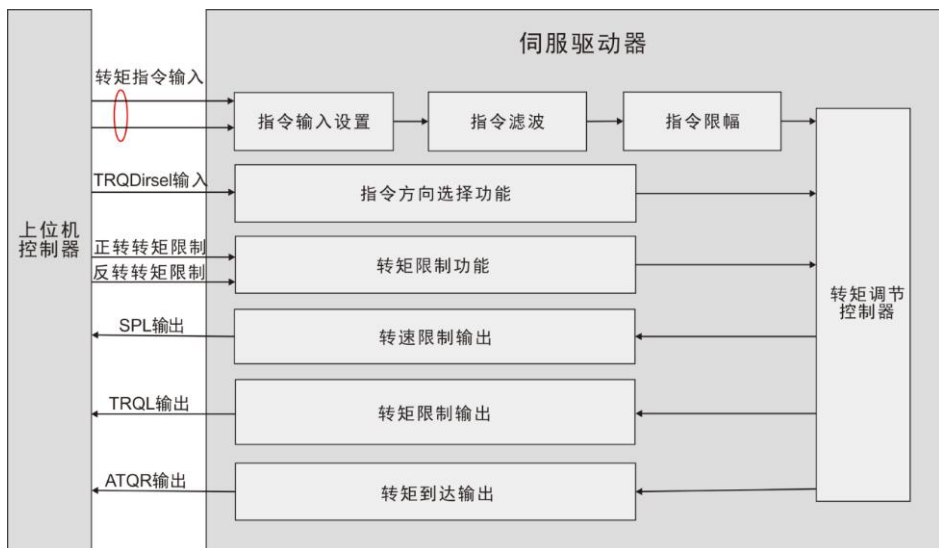 伺服驱动器
转矩指令输入
指令输入设置
指令滤波
指令限幅
TRQDirsel输入
指令方向选择功能
上位机
控制器
正转转矩限制
反转转矩限制
转矩限制功能
转矩调节
控制器
SPL输出
转速限制输出
TRQL输出
转矩限制输出
ATQR输出
转矩到达输出